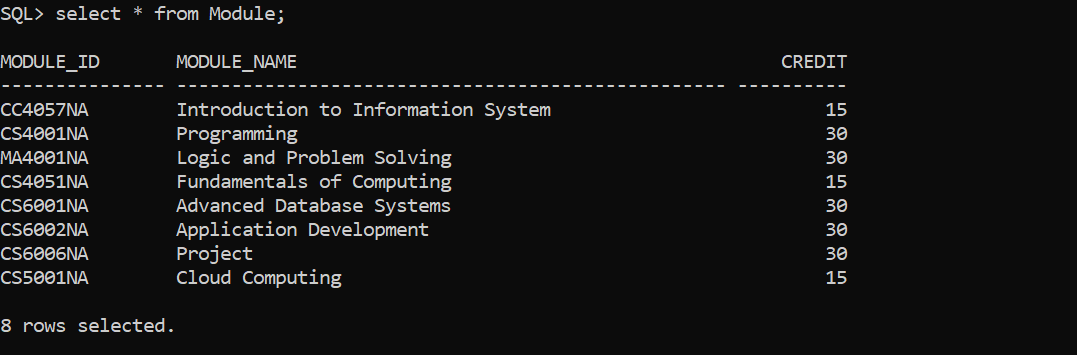 SQL> select * from Module;
MODULE_ID       MODULE_NAME                                            CREDIT
--------------- -------------------------------------------------- ----------
CC4057NA        Introduction to Information System                         15
CS4001NA        Programming                                                30
MA4001NA        Logic and Problem Solving                                  30
CS4051NA        Fundamentals of Computing                                  15
CS6001NA        Advanced Database Systems                                  30
CS6002NA        Application Development                                    30
CS6006NA        Project                                                    30
CS5001NA        Cloud Computing                                            15
8 rows selected.